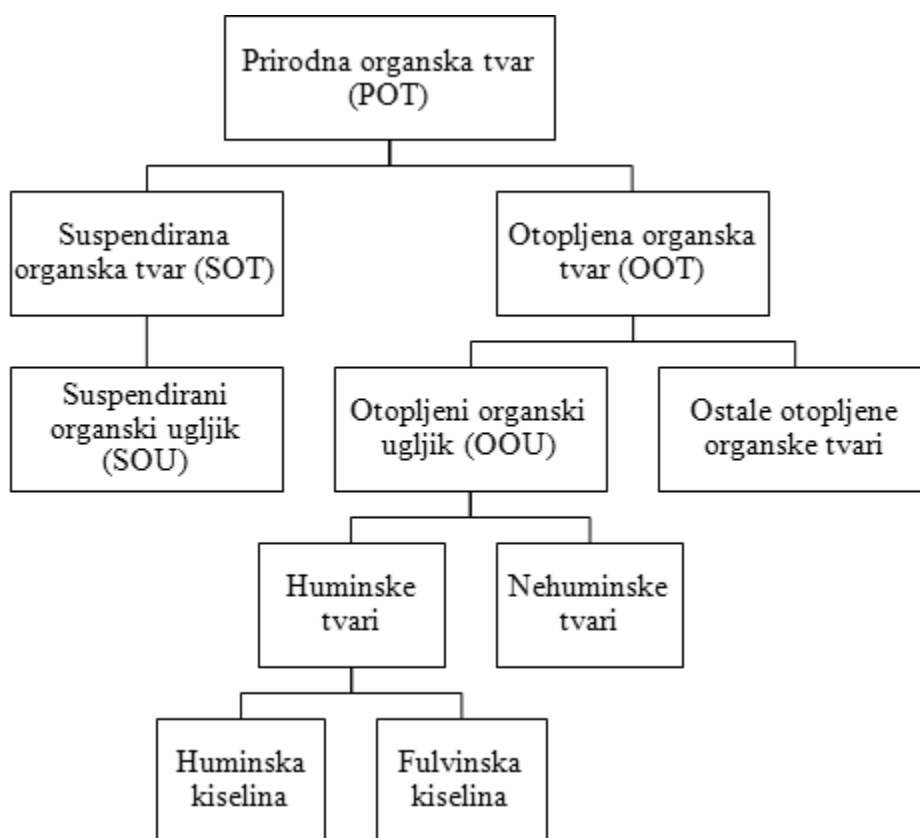 Prirodna organska tvar
(POT)
Suspendirana
organska tvar (SOT)
Otopljena organska
tvar (OOT)
Suspendirani
organski ugljik
(SOU)
Otopljeni organski
ugljik (OOU)
Ostale otopljene
organske tvari
Huminske
tvari
Nehuminske
tvari
Huminska
kiselina
Fulvinska
kiselina